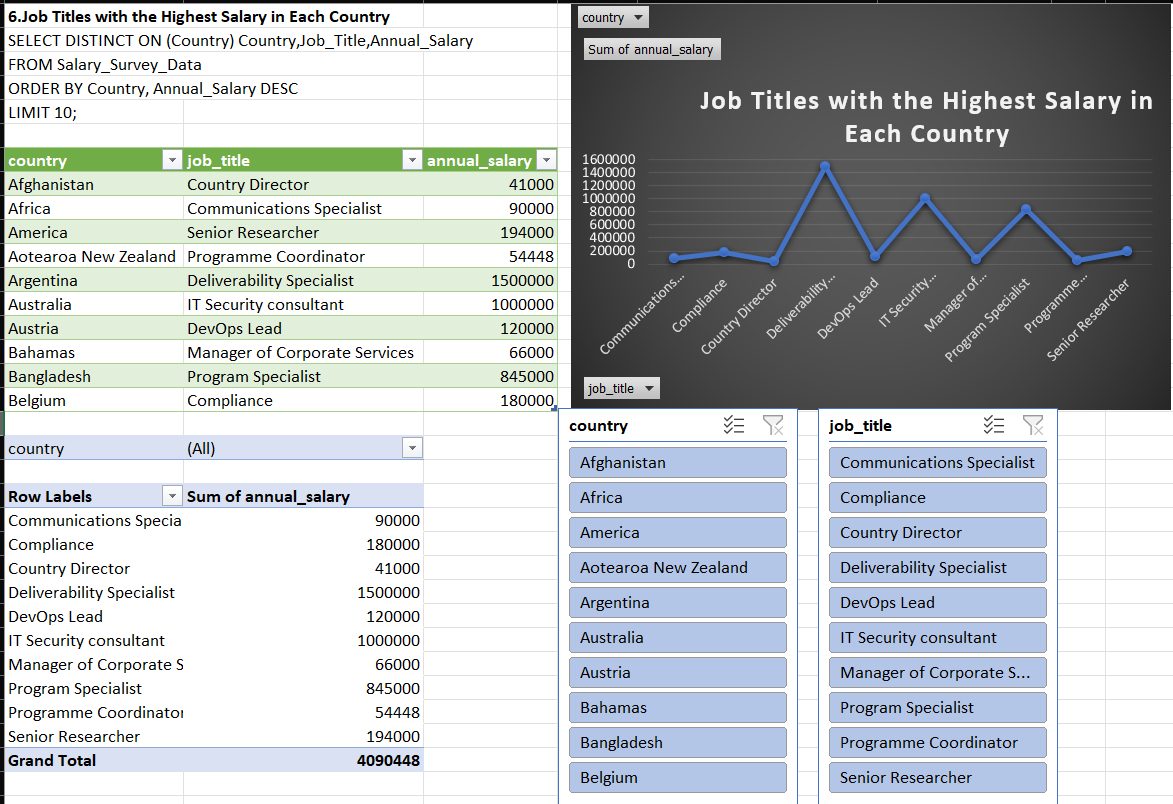 6.Job Titles with the Highest Salary in Each Country
SELECT DISTINCT ON (Country) Country,Job_Title,Annual_Salary
FROM Salary_Survey_Data
ORDER BY Country, Annual_Salary DESC
LIMIT 10;
country job_title annual_salary
Afghanistan Country Director 41000
Africa Communications Specialist 90000
America Senior Researcher 194000
Aotearoa New Zealand Programme Coordinator 54448
Argentina Deliverability Specialist 1500000
Australia IT Security consultant 1000000
Austria DevOps Lead 120000
Bahamas Manager of Corporate Services 66000
Bangladesh Program Specialist 845000
Belgium Compliance 180000
country (All)
Row Labels Sum of annual_salary
Communications Specia 90000
Compliance 180000
Country Director 41000
Deliverability Specialist 1500000
DevOps Lead 120000
IT Security consultant 1000000
Manager of Corporate S 66000
Program Specialist 845000
Programme Coordinator 54448
Senior Researcher 194000
Grand Total 4090448
country
Sum of annual_salary
Job Titles with the Highest Salary in
Each Country
1600000
1400000
1200000
1000000
800000
600000
400000
200000
0
Communications...
Compliance
Country Director
Deliverability...
DevOps Lead
IT Security...
Manager of...
Program Specialist
Programme...
Senior Researcher
job_title
country
Afghanistan
Africa
America
Aotearoa New Zealand
Argentina
Australia
Austria
Bahamas
Bangladesh
Belgium
job_title
Communications Specialist
Compliance
Country Director
Deliverability Specialist
DevOps Lead
IT Security consultant
Manager of Corporate S...
Program Specialist
Programme Coordinator
Senior Researcher